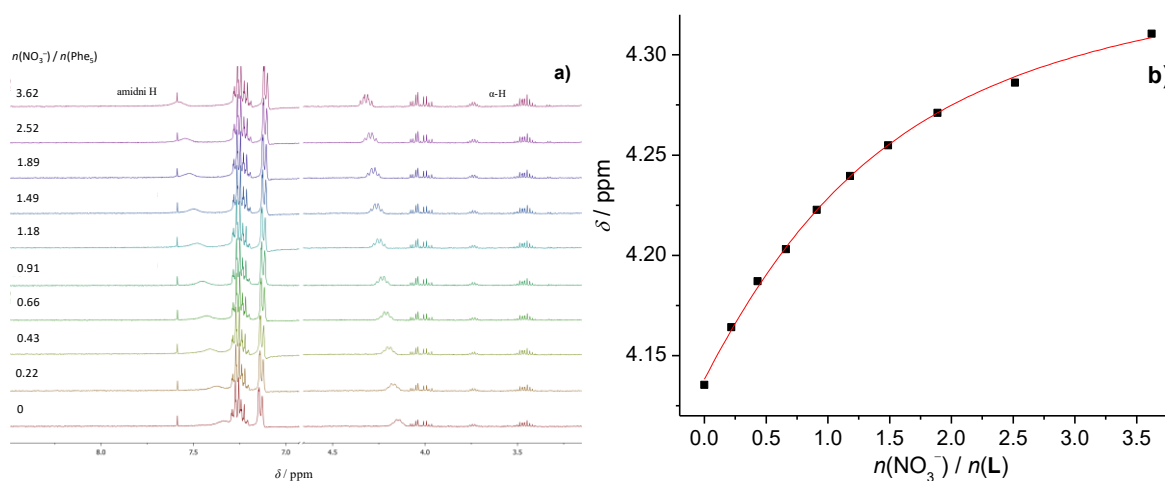 n(NO₃⁻) / n(Phe₅)
a)
3.62
amidni H
α-H
2.52
1.89
1.49
1.18
0.91
0.66
0.43
0.22
0
8.0 7.5 7.0 4.5 4.0 3.5
δ / ppm
b)
4.30
4.25
4.20
4.15
δ / ppm
0.0 0.5 1.0 1.5 2.0 2.5 3.0 3.5
n(NO₃⁻) / n(L)